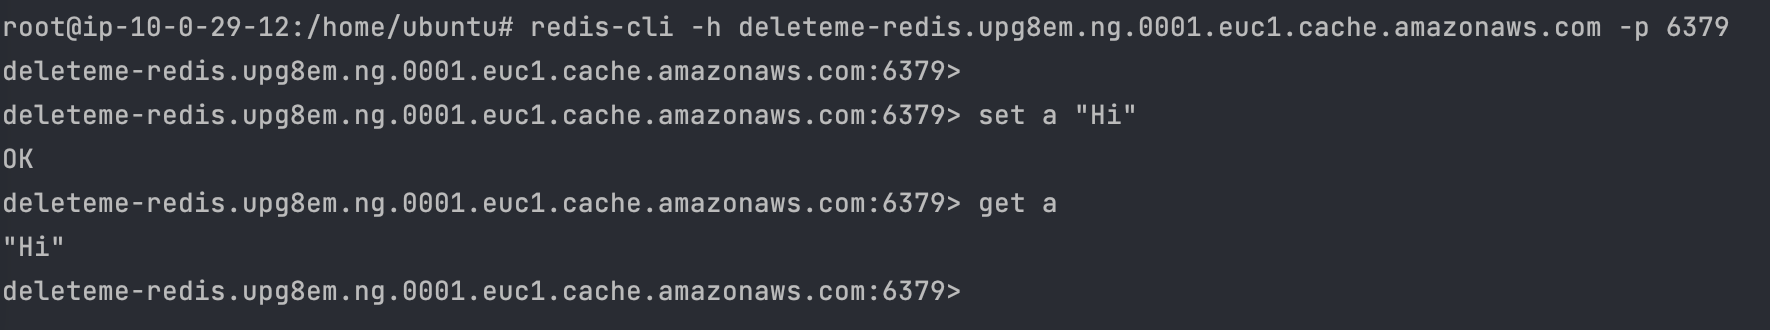 root@ip-10-0-29-12:/home/ubuntu# redis-cli -h deleteme-redis.upg8em.ng.0001.euc1.cache.amazonaws.com -p 6379
deleteme-redis.upg8em.ng.0001.euc1.cache.amazonaws.com:6379>
deleteme-redis.upg8em.ng.0001.euc1.cache.amazonaws.com:6379> set a "Hi"
OK
deleteme-redis.upg8em.ng.0001.euc1.cache.amazonaws.com:6379> get a
"Hi"
deleteme-redis.upg8em.ng.0001.euc1.cache.amazonaws.com:6379>